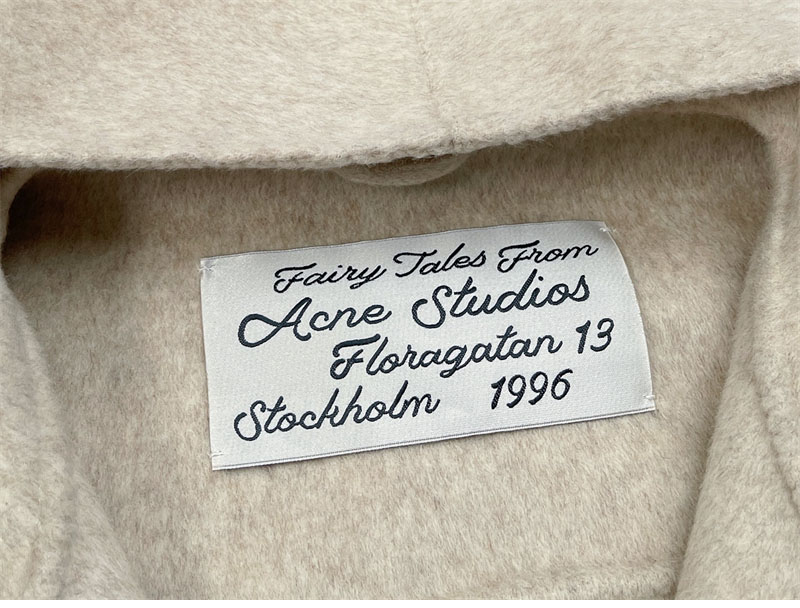 Fairy Tales From
Acne Studios
Floragatan 13
Stockholm 1996